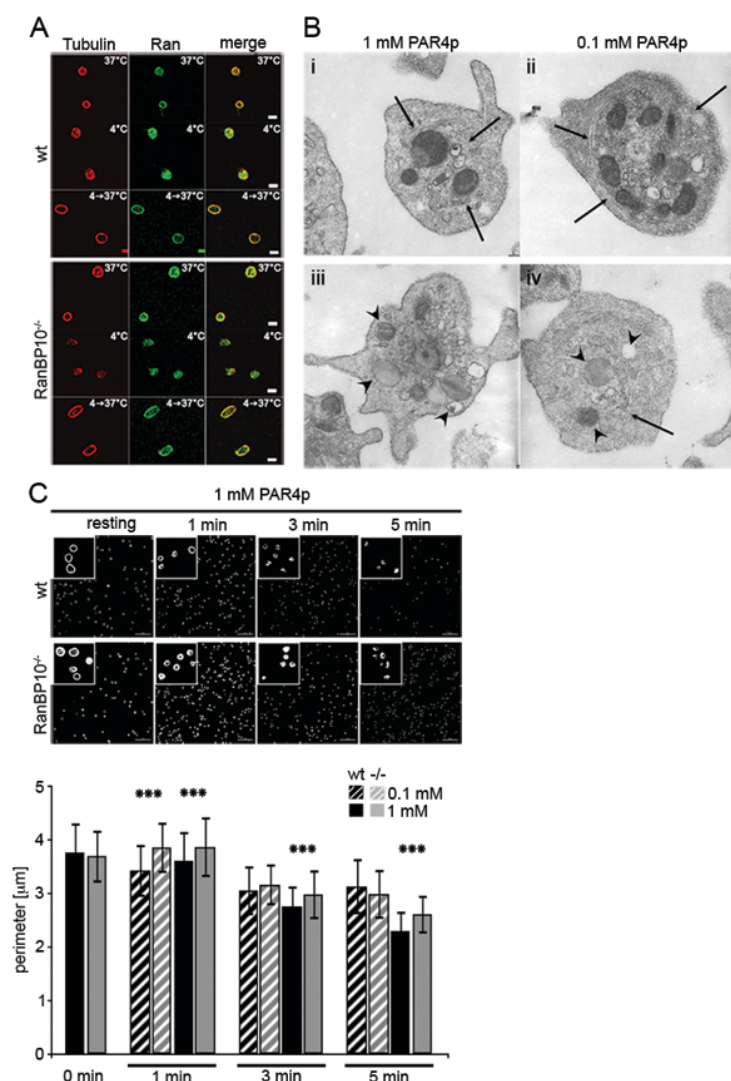 A
Tubulin Ran merge
wt
37°C 37°C 37°C
4°C 4°C 4°C
4→37°C 4→37°C 4→37°C
RanBP10-/-
37°C 37°C 37°C
4°C 4°C 4°C
4→37°C 4→37°C 4→37°C
B
1 mM PAR4p 0.1 mM PAR4p
i ii
iii iv
C
1 mM PAR4p
resting 1 min 3 min 5 min
wt
RanBP10-/-
wt -/-
0.1 mM
1 mM
*** *** *** ***
perimeter [µm]
5
4
3
2
1
0
0 min 1 min 3 min 5 min